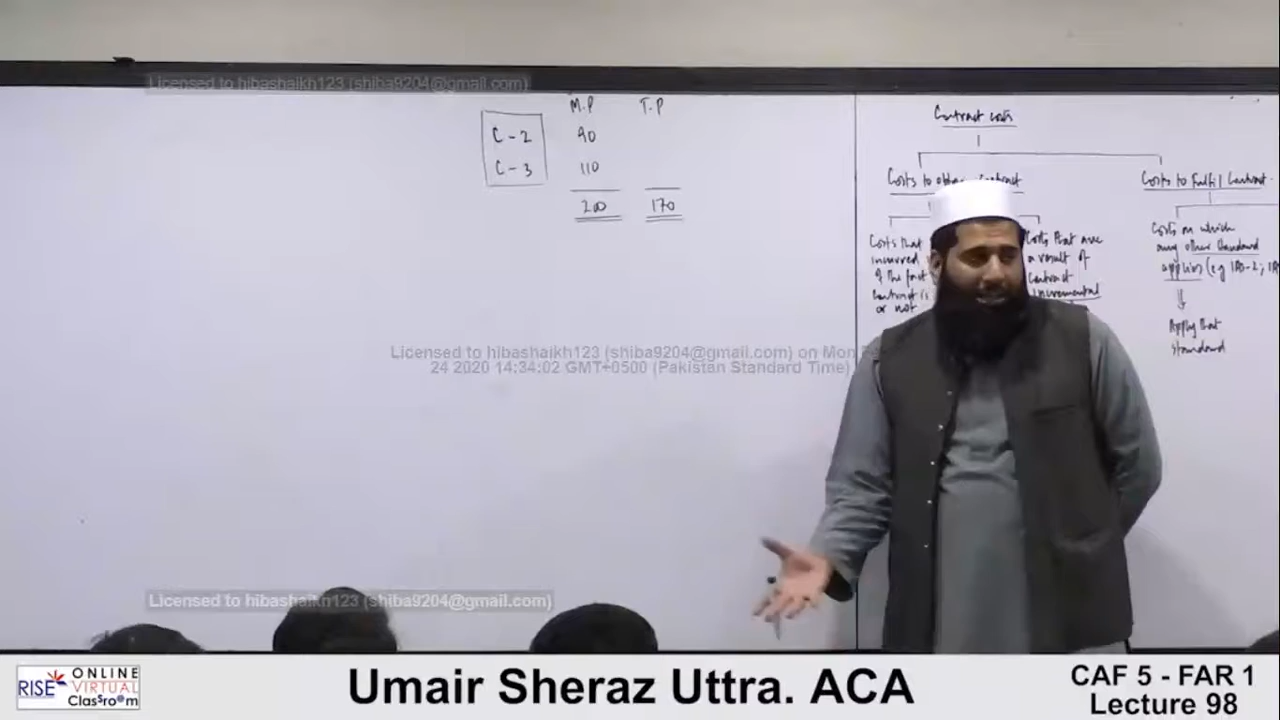 Licensed to hibashaikh123 (shiba9204@gmail.com)
M.P T.P
C-2 90
C-3 110
200 170
Contract costs
Costs to obtain Contract
Costs to Fulfil Contract
Costs that
incurred
of the fact
Contract is
or not
Costs that are
a result of
Contract
incremental
Costs on which
any other standard
applies (eg IAS-2,
Apply that
standard
Licensed to hibashaikh123 (shiba9204@gmail.com) on Mon
24 2020 14:34:02 GMT+0500 (Pakistan Standard Time)
Licensed to hibashaikh123 (shiba9204@gmail.com)
RISE ONLINE
VIRTUAL
ClasSroom
Umair Sheraz Uttra. ACA
CAF 5 - FAR 1
Lecture 98